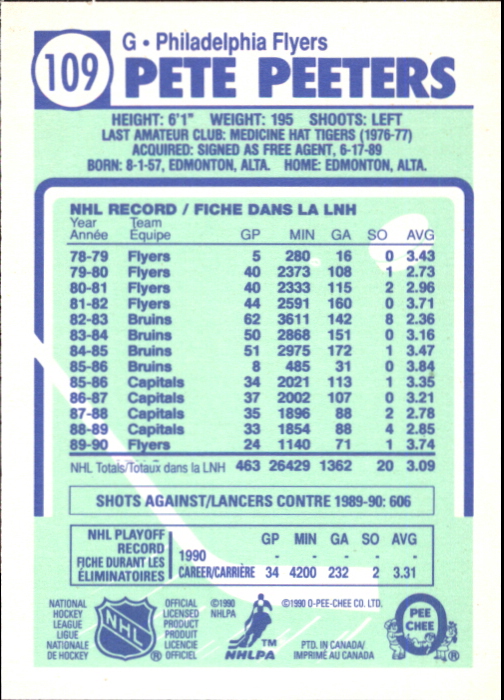 109
G • Philadelphia Flyers
PETE PEETERS
HEIGHT: 6'1" WEIGHT: 195 SHOOTS: LEFT
LAST AMATEUR CLUB: MEDICINE HAT TIGERS (1976-77)
ACQUIRED: SIGNED AS FREE AGENT, 6-17-89
BORN: 8-1-57, EDMONTON, ALTA. HOME: EDMONTON, ALTA.
NHL RECORD / FICHE DANS LA LNH
Year Team
Année Equipe GP MIN GA SO AVG
78-79 Flyers 5 280 16 0 3.43
79-80 Flyers 40 2373 108 1 2.73
80-81 Flyers 40 2333 115 2 2.96
81-82 Flyers 44 2591 160 0 3.71
82-83 Bruins 62 3611 142 8 2.36
83-84 Bruins 50 2868 151 0 3.16
84-85 Bruins 51 2975 172 1 3.47
85-86 Bruins 8 485 31 0 3.84
85-86 Capitals 34 2021 113 1 3.35
86-87 Capitals 37 2002 107 0 3.21
87-88 Capitals 35 1896 88 2 2.78
88-89 Capitals 33 1854 88 4 2.85
89-90 Flyers 24 1140 71 1 3.74
NHL Totals/Totaux dans la LNH 463 26429 1362 20 3.09
SHOTS AGAINST/LANCERS CONTRE 1989-90: 606
NHL PLAYOFF
RECORD
FICHE DURANT LES
ÉLIMINATOIRES
GP MIN GA SO AVG
1990 - - - - -
CAREER/CARRIÈRE 34 4200 232 2 3.31
NATIONAL
HOCKEY
LEAGUE
LIGUE
NATIONALE
DE HOCKEY
NHL
®
OFFICIAL
LICENSED
PRODUCT
PRODUIT
LICENCIE
OFFICIEL
©1990
NHLPA
TM
NHLPA
©1990 O-PEE-CHEE CO. LTD.
PTD. IN CANADA/
IMPRIMÉ AU CANADA
PEE
CHEE
®